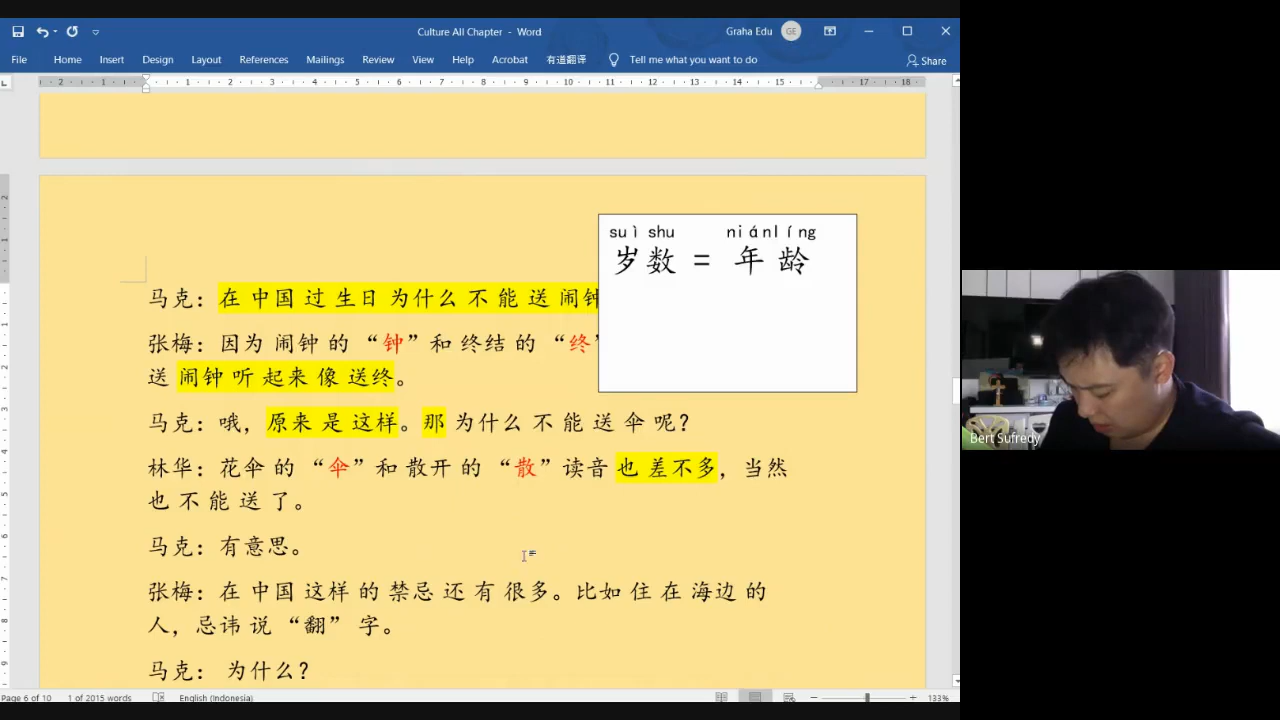 Culture All Chapter - Word
Graha Edu
GE
File Home Insert Design Layout References Mailings Review View Help Acrobat 有道翻译 Tell me what you want to do
Share
suì shu niánlíng
岁数 = 年龄
马克：在中国过生日为什么不能送闹钟
张梅：因为闹钟的“钟”和终结的“终”
送闹钟听起来像送终。
马克：哦，原来是这样。那为什么不能送伞呢？
林华：花伞的“伞”和散开的“散”读音也差不多，当然
也不能送了。
马克：有意思。
张梅：在中国这样的禁忌还有很多。比如住在海边的
人，忌讳说“翻”字。
马克： 为什么？
Bert Sufredy
Page 6 of 10 1 of 2015 words English (Indonesia) 133%